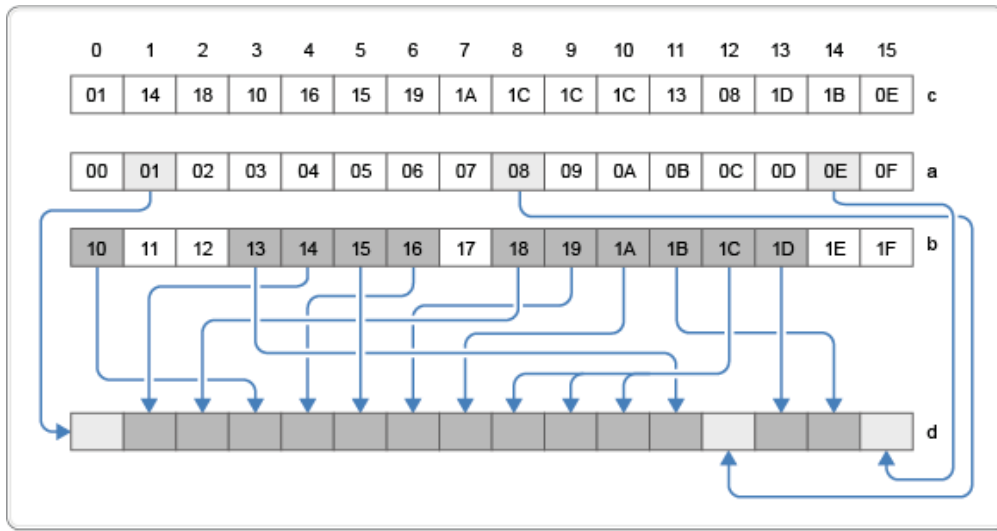 0 1 2 3 4 5 6 7 8 9 10 11 12 13 14 15
01 14 18 10 16 15 19 1A 1C 1C 1C 13 08 1D 1B 0E c
00 01 02 03 04 05 06 07 08 09 0A 0B 0C 0D 0E 0F a
10 11 12 13 14 15 16 17 18 19 1A 1B 1C 1D 1E 1F b
d